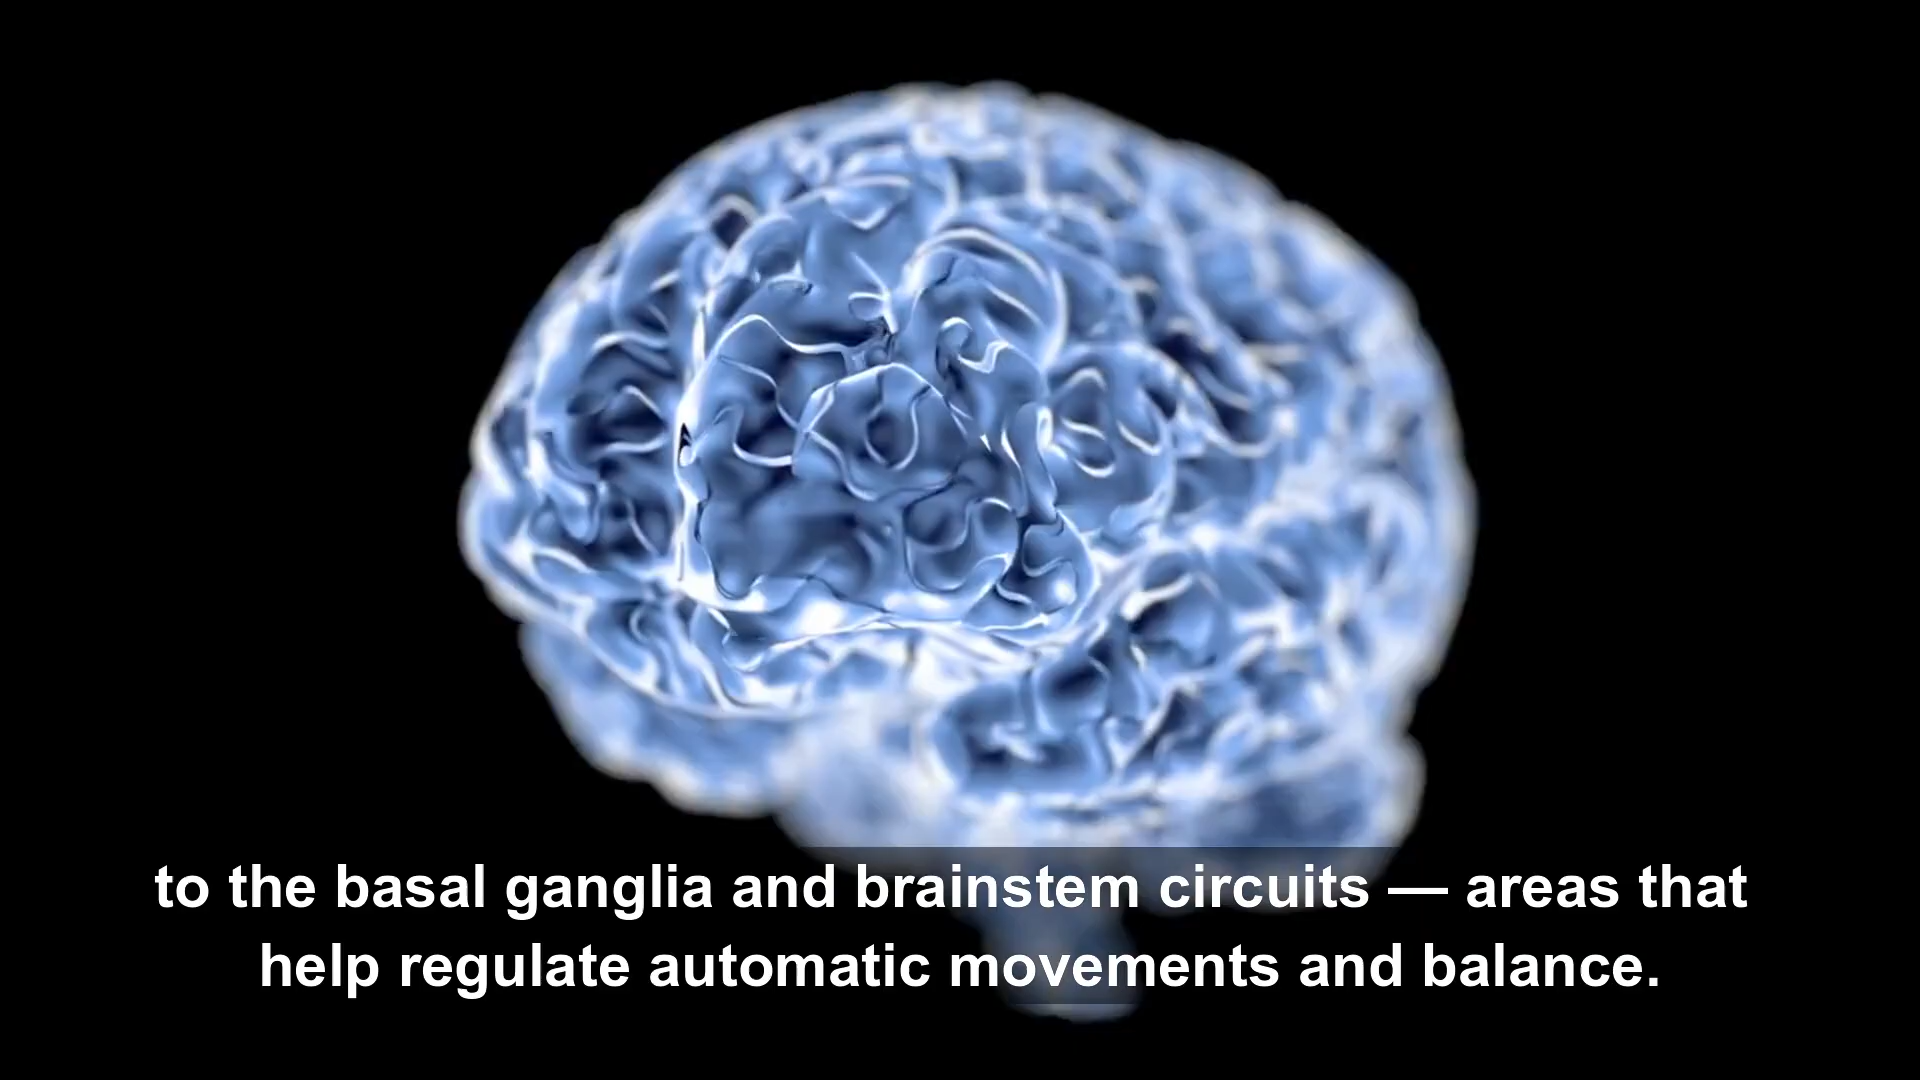 to the basal ganglia and brainstem circuits — areas that
help regulate automatic movements and balance.